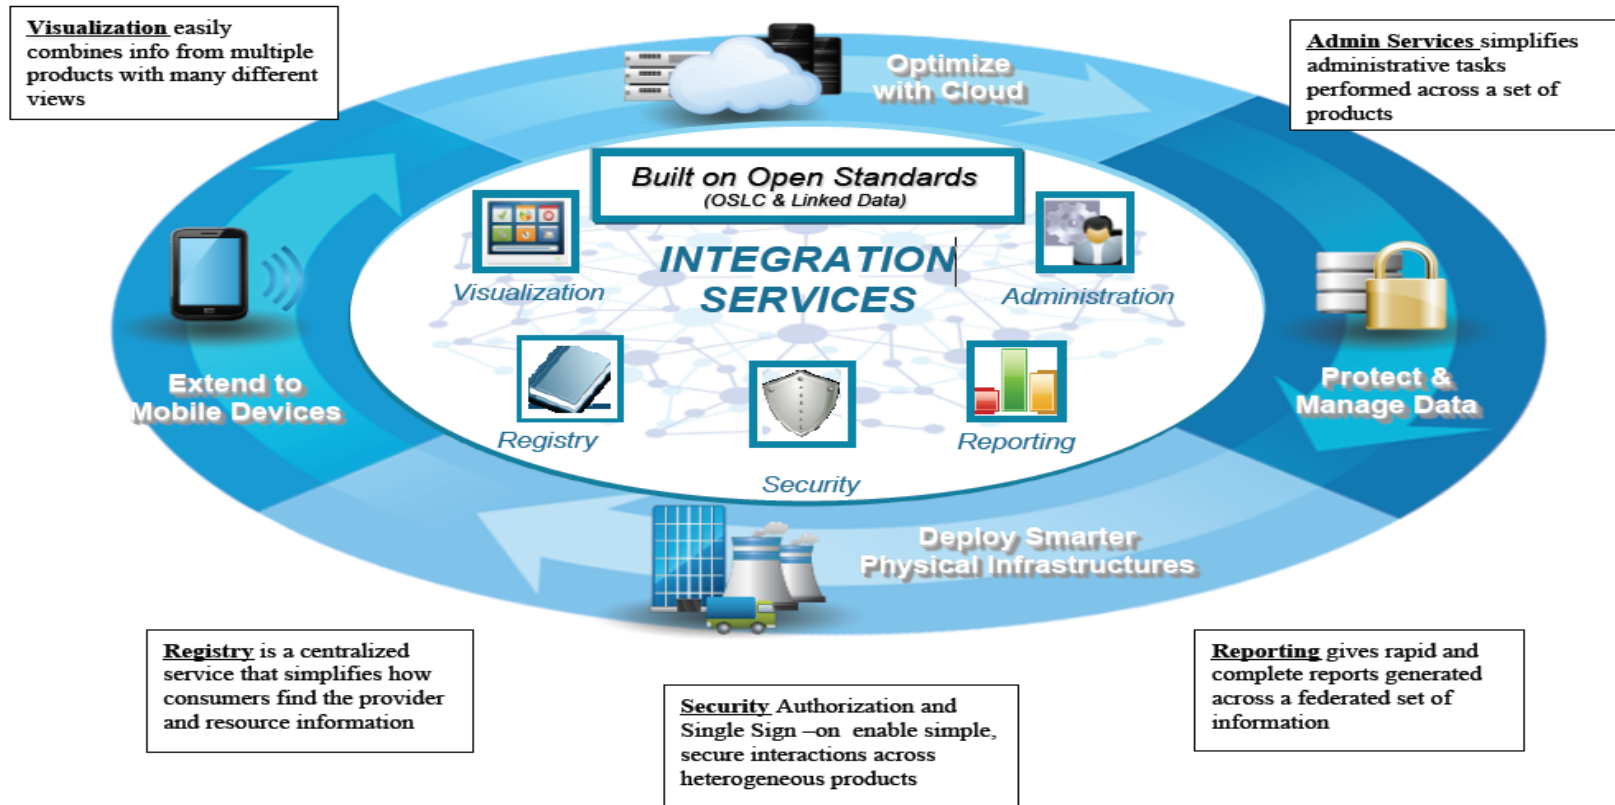 Visualization easily
combines info from multiple
products with many different
views
Optimize
with Cloud
Admin Services simplifies
administrative tasks
performed across a set of
products
Built on Open Standards
(OSLC & Linked Data)
INTEGRATION
SERVICES
Visualization
Administration
Extend to
Mobile Devices
Protect &
Manage Data
Registry
Reporting
Security
Deploy Smarter
Physical Infrastructures
Registry is a centralized
service that simplifies how
consumers find the provider
and resource information
Security Authorization and
Single Sign –on  enable simple,
secure interactions across
heterogeneous products
Reporting gives rapid and
complete reports generated
across a federated set of
information